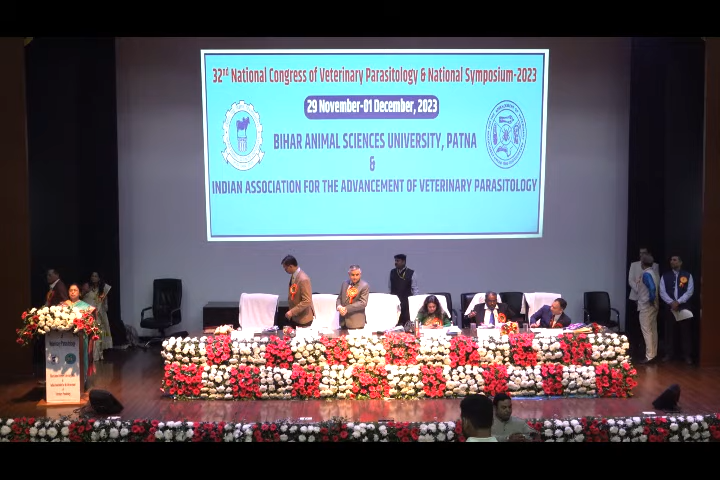 32nd National Congress of Veterinary Parasitology & National Symposium-2023
29 November-01 December, 2023
BIHAR ANIMAL SCIENCES UNIVERSITY, PATNA
&
INDIAN ASSOCIATION FOR THE ADVANCEMENT OF VETERINARY PARASITOLOGY